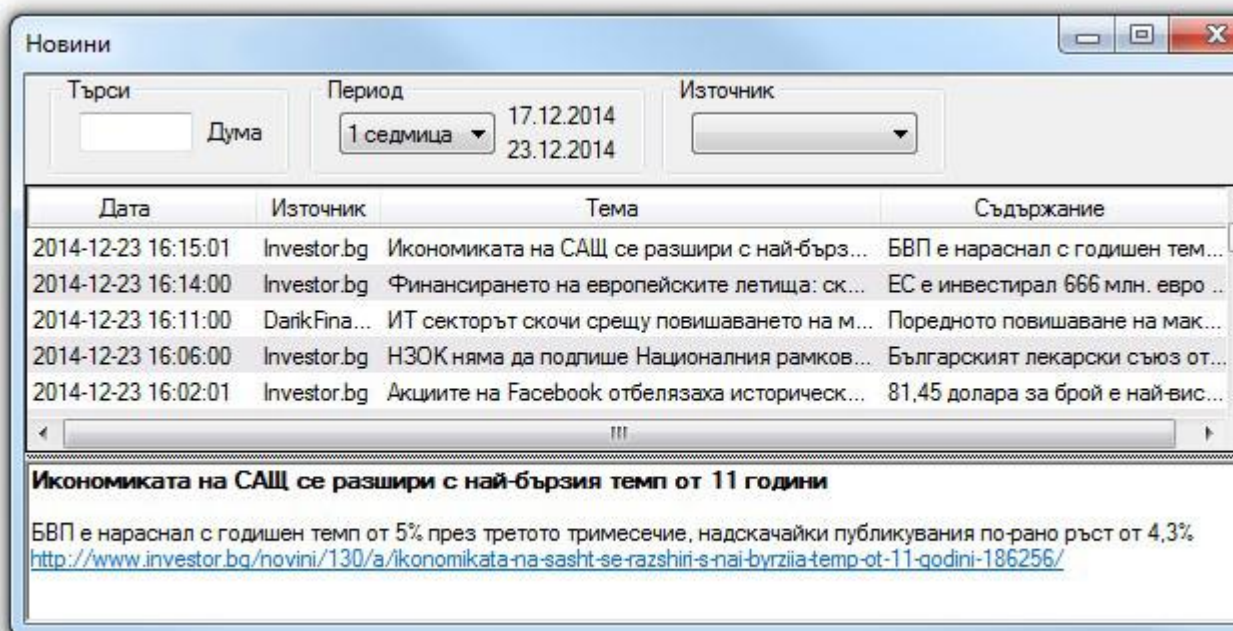 Новини
Търси Период Източник
Дума 1 седмица 17.12.2014
23.12.2014
Дата Източник Тема Съдържание
2014-12-23 16:15:01 Investor.bg Икономиката на САЩ се разшири с най-бърз... БВП е нараснал с годишен тем...
2014-12-23 16:14:00 Investor.bg Финансирането на европейските летища: ск... ЕС е инвестирал 666 млн. евро ..
2014-12-23 16:11:00 DarikFina... ИТ секторът скочи срещу повишаването на м... Поредното повишаване на мак...
2014-12-23 16:06:00 Investor.bg НЗОК няма да подпише Националния рамков... Българският лекарски съюз от...
2014-12-23 16:02:01 Investor.bg Акциите на Facebook отбелязаха историческ... 81,45 долара за брой е най-вис...
Икономиката на САЩ се разшири с най-бързия темп от 11 години
БВП е нараснал с годишен темп от 5% през третото тримесечие, надскачайки публикувания по-рано ръст от 4,3%
http://www.investor.bg/novini/130/a/ikonomikata-na-sasht-se-razshiri-s-nai-byrziia-temp-ot-11-godini-186256/